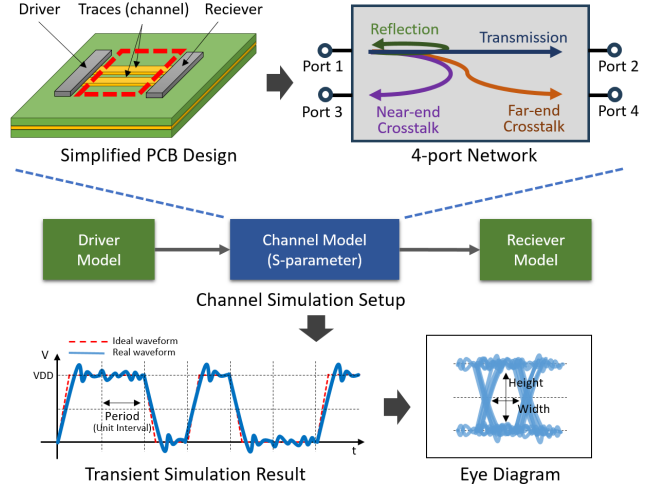 Driver
Traces (channel)
Reciever
Simplified PCB Design
Reflection
Transmission
Port 1
Port 2
Port 3
Port 4
Near-end
Crosstalk
Far-end
Crosstalk
4-port Network
Driver
Model
Channel Model
(S-parameter)
Reciever
Model
Channel Simulation Setup
Ideal waveform
Real waveform
V
VDD
Period
(Unit Interval)
t
Transient Simulation Result
Height
Width
Eye Diagram